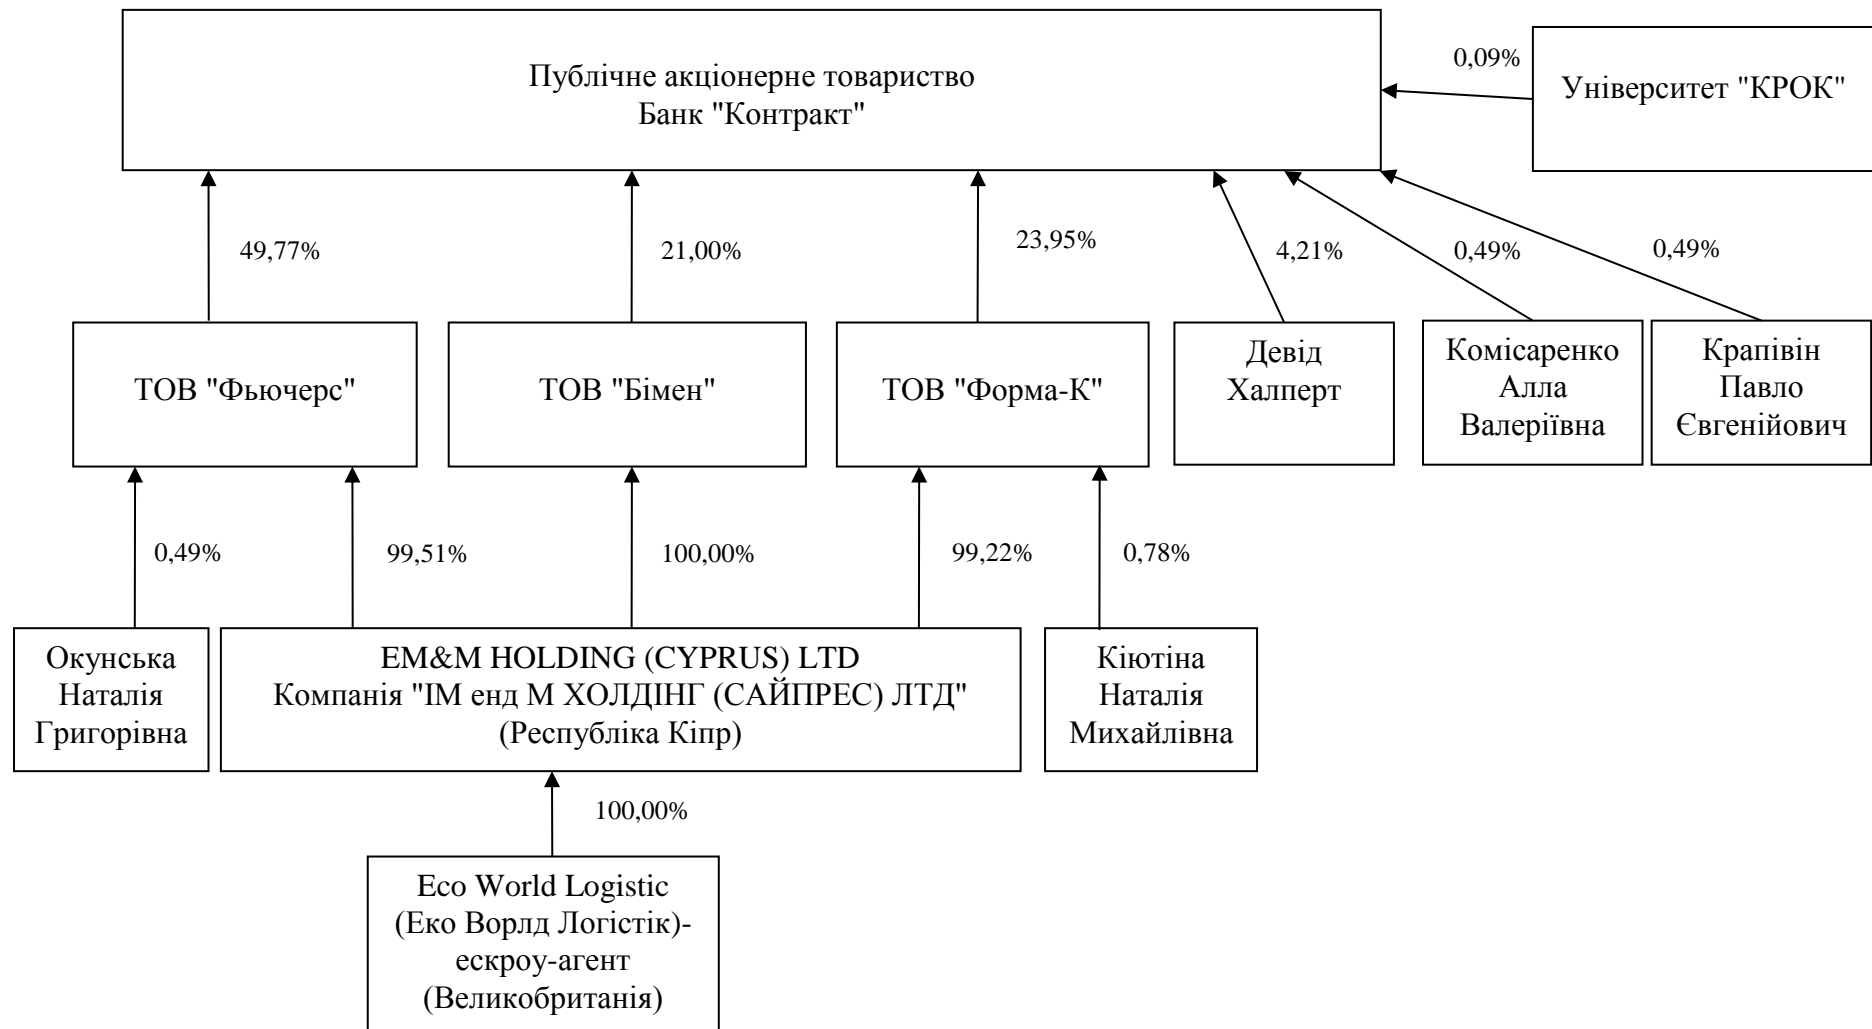 Публічне акціонерне товариство
Банк "Контракт"
0,09%
Університет "КРОК"
49,77%
21,00%
23,95%
4,21%
0,49%
0,49%
ТОВ "Фьючерс"
ТОВ "Бімен"
ТОВ "Форма-К"
Девід
Халперт
Комісаренко
Алла
Валеріївна
Крапівін
Павло
Євгенійович
0,49%
99,51%
100,00%
99,22%
0,78%
Окунська
Наталія
Григорівна
EM&M HOLDING (CYPRUS) LTD
Компанія "ІМ енд М ХОЛДІНГ (САЙПРЕС) ЛТД"
(Республіка Кіпр)
Кіютіна
Наталія
Михайлівна
100,00%
Eco World Logistic
(Еко Ворлд Логістік)-
ескроу-агент
(Великобританія)